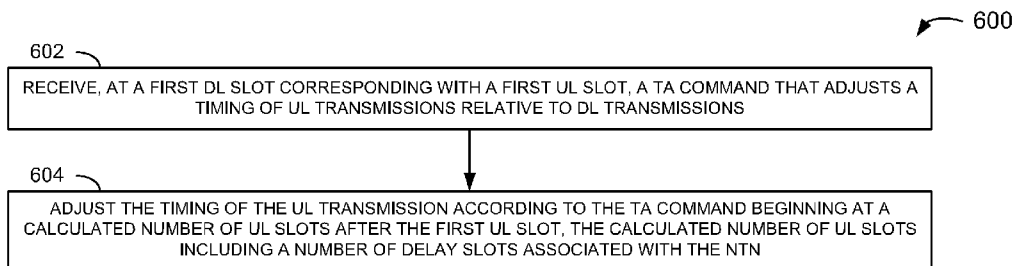 600
602
RECEIVE, AT A FIRST DL SLOT CORRESPONDING WITH A FIRST UL SLOT, A TA COMMAND THAT ADJUSTS A
TIMING OF UL TRANSMISSIONS RELATIVE TO DL TRANSMISSIONS
604
ADJUST THE TIMING OF THE UL TRANSMISSION ACCORDING TO THE TA COMMAND BEGINNING AT A
CALCULATED NUMBER OF UL SLOTS AFTER THE FIRST UL SLOT, THE CALCULATED NUMBER OF UL SLOTS
INCLUDING A NUMBER OF DELAY SLOTS ASSOCIATED WITH THE NTN